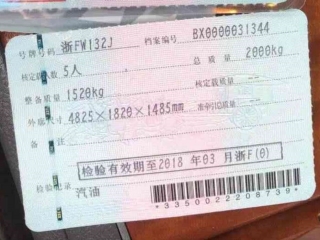 号牌号码 浙FW132J 档案编号 BX0000031344
核定载人数 5人 总质量 2000kg
整备质量 1520kg 核定载质量
外廓尺寸 4825×1820×1485mm 准牵引总质量
检验有效期至2018年03月浙F(0)
检验记录 汽油
*3350022208739*